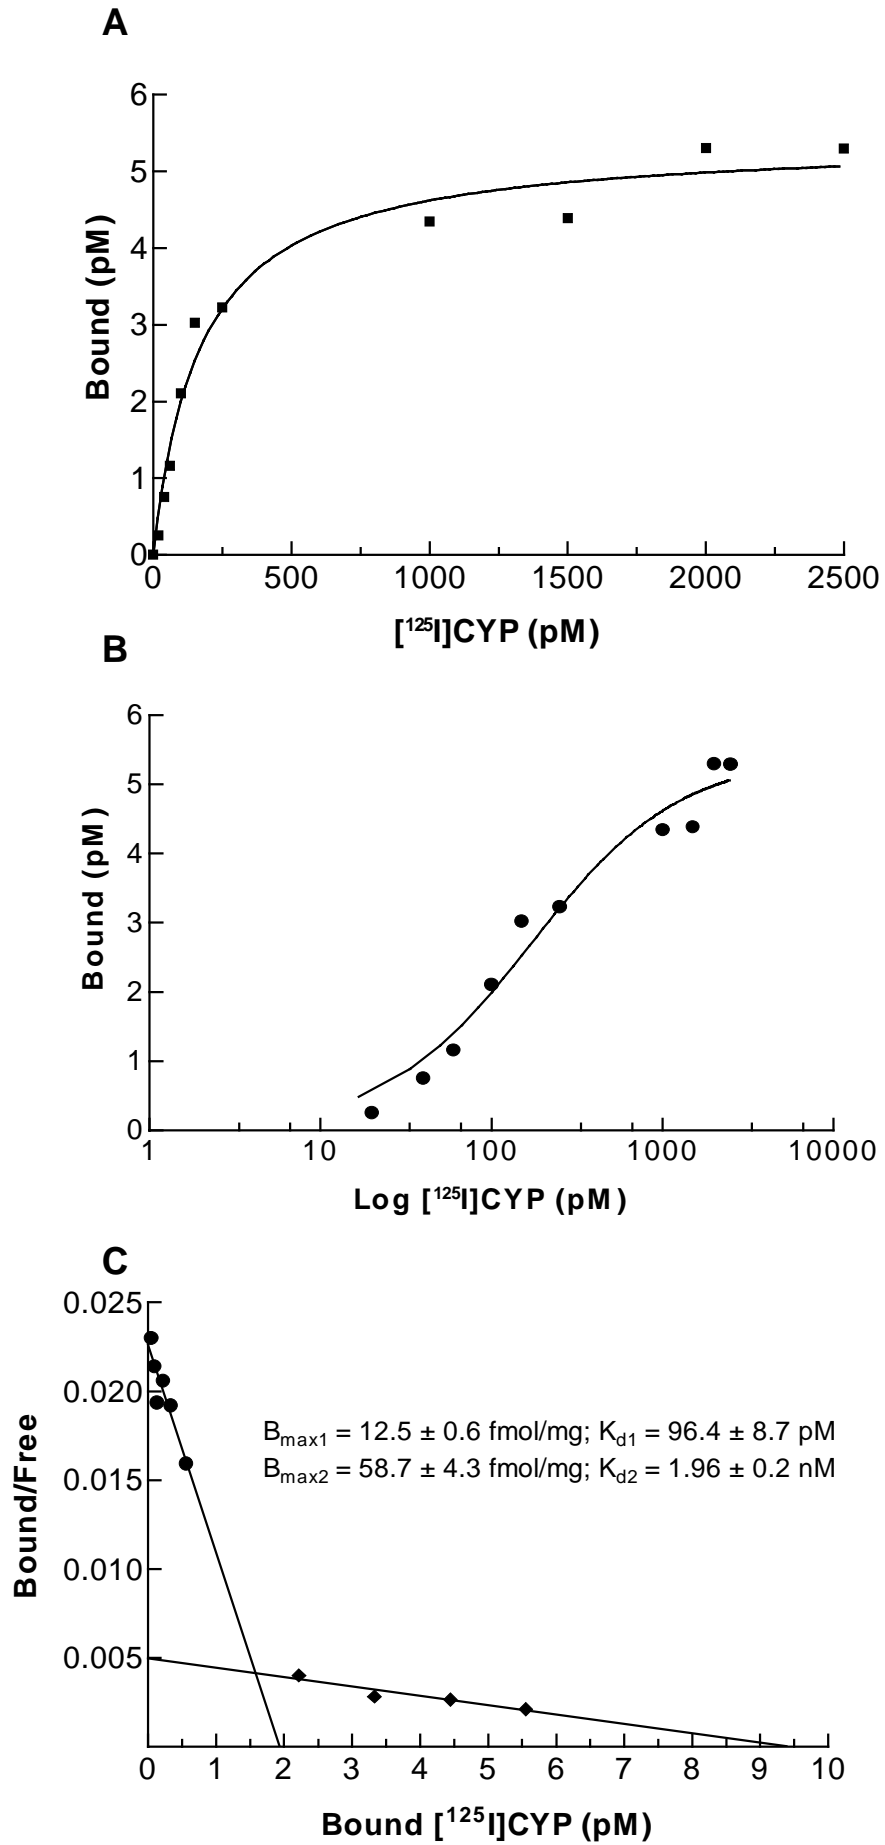 A
6
5
4
3
2
1
0
0 500 1000 1500 2000 2500
Bound (pM)
[¹²⁵I]CYP (pM)
B
6
5
4
3
2
1
0
1 10 100 1000 10000
Bound (pM)
Log [¹²⁵I]CYP (pM)
C
0.025
0.020
0.015
0.010
0.005
Bound/Free
Bmax1 = 12.5 ± 0.6 fmol/mg; Kd1 = 96.4 ± 8.7 pM
Bmax2 = 58.7 ± 4.3 fmol/mg; Kd2 = 1.96 ± 0.2 nM
0 1 2 3 4 5 6 7 8 9 10
Bound [¹²⁵I]CYP (pM)